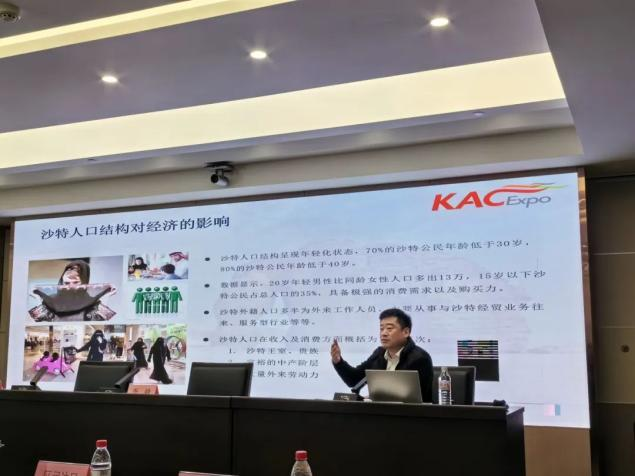 KAC Expo
沙特人口结构对经济的影响
沙特人口结构呈现年轻化状态，70%的沙特公民年龄低于30岁，
80%的沙特公民年龄低于40岁。
数据显示，20岁年轻男性比同龄女性人口多出13万，15岁以下沙
特公民占总人口的35%，具备极强的消费需求以及购买力。
沙特外籍人口多半为外来工作人员，要从事与沙特经贸业务往
来、服务型行业等等。
沙特人口在收入及消费方面概括为 次：
1. 沙特王室、贵族
裕的中产阶层
量外来劳动力